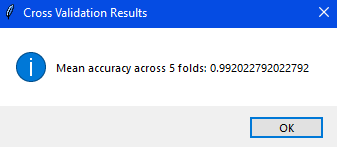 Cross Validation Results
Mean accuracy across 5 folds: 0.992022792022792
OK